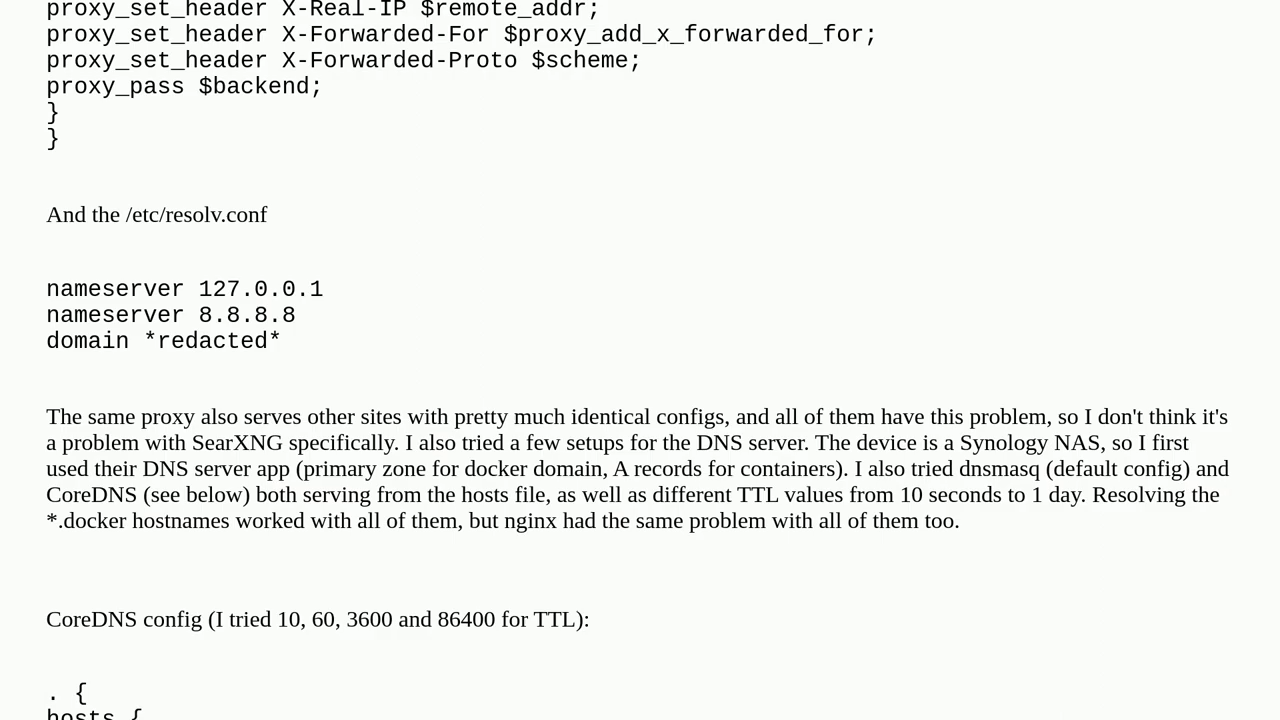 proxy_set_header X-Real-IP $remote_addr;
proxy_set_header X-Forwarded-For $proxy_add_x_forwarded_for;
proxy_set_header X-Forwarded-Proto $scheme;
proxy_pass $backend;
}
}
And the /etc/resolv.conf
nameserver 127.0.0.1
nameserver 8.8.8.8
domain *redacted*
The same proxy also serves other sites with pretty much identical configs, and all of them have this problem, so I don't think it's
a problem with SearXNG specifically. I also tried a few setups for the DNS server. The device is a Synology NAS, so I first
used their DNS server app (primary zone for docker domain, A records for containers). I also tried dnsmasq (default config) and
CoreDNS (see below) both serving from the hosts file, as well as different TTL values from 10 seconds to 1 day. Resolving the
*.docker hostnames worked with all of them, but nginx had the same problem with all of them too.
CoreDNS config (I tried 10, 60, 3600 and 86400 for TTL):
. {
hosts {